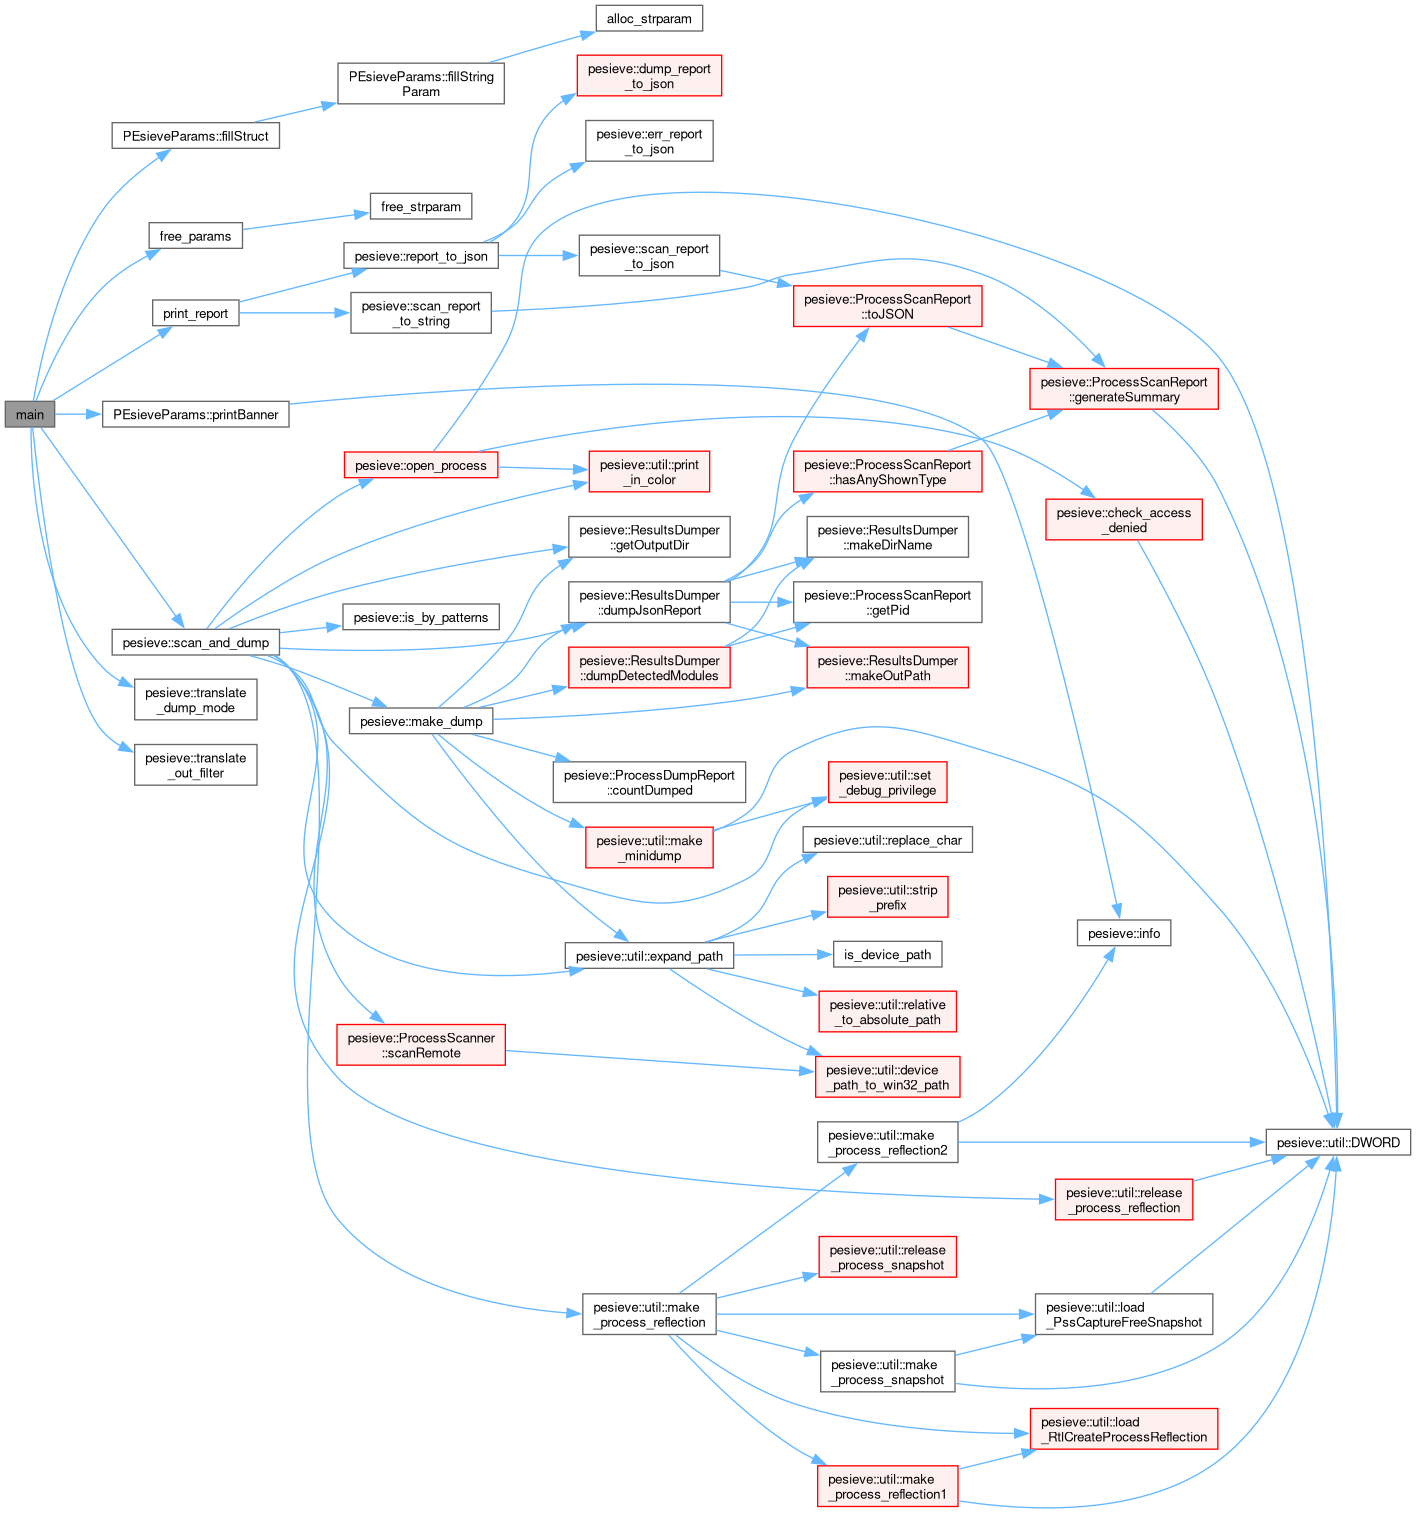 alloc_strparam
pesieve::dump_report
_to_json
PEsieveParams::fillString
Param
PEsieveParams::fillStruct
pesieve::err_report
_to_json
free_strparam
free_params
pesieve::report_to_json
pesieve::scan_report
_to_json
print_report
pesieve::scan_report
_to_string
pesieve::ProcessScanReport
::toJSON
pesieve::ProcessScanReport
::generateSummary
main
PEsieveParams::printBanner
pesieve::open_process
pesieve::util::print
_in_color
pesieve::ProcessScanReport
::hasAnyShownType
pesieve::check_access
_denied
pesieve::ResultsDumper
::getOutputDir
pesieve::ResultsDumper
::makeDirName
pesieve::ResultsDumper
::dumpJsonReport
pesieve::ProcessScanReport
::getPid
pesieve::is_by_patterns
pesieve::scan_and_dump
pesieve::ResultsDumper
::dumpDetectedModules
pesieve::ResultsDumper
::makeOutPath
pesieve::translate
_dump_mode
pesieve::make_dump
pesieve::translate
_out_filter
pesieve::ProcessDumpReport
::countDumped
pesieve::util::set
_debug_privilege
pesieve::util::make
_minidump
pesieve::util::replace_char
pesieve::util::strip
_prefix
pesieve::info
pesieve::util::expand_path
is_device_path
pesieve::util::relative
_to_absolute_path
pesieve::ProcessScanner
::scanRemote
pesieve::util::device
_path_to_win32_path
pesieve::util::make
_process_reflection2
pesieve::util::DWORD
pesieve::util::release
_process_reflection
pesieve::util::release
_process_snapshot
pesieve::util::make
_process_reflection
pesieve::util::load
_PssCaptureFreeSnapshot
pesieve::util::make
_process_snapshot
pesieve::util::load
_RtlCreateProcessReflection
pesieve::util::make
_process_reflection1